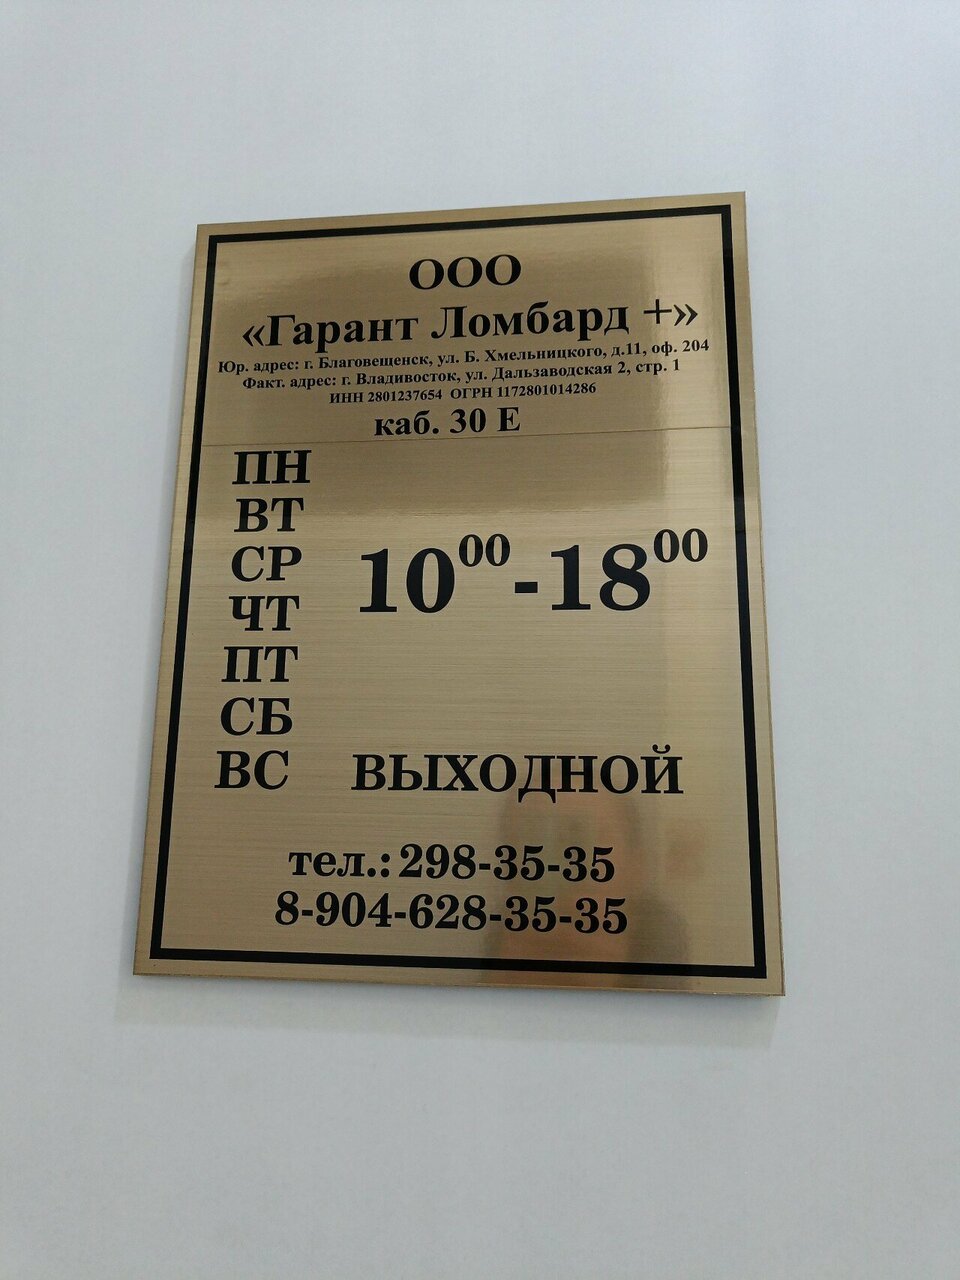 ООО
«Гарант Ломбард +»
Юр. адрес: г. Благовещенск, ул. Б. Хмельницкого, д.11, оф. 204
Факт. адрес: г. Владивосток, ул. Дальзаводская 2, стр. 1
ИНН 2801237654 ОГРН 1172801014286
каб. 30 Е
ПН
ВТ
СР 10⁰⁰-18⁰⁰
ЧТ
ПТ
СБ
ВС ВЫХОДНОЙ
тел.: 298-35-35
8-904-628-35-35